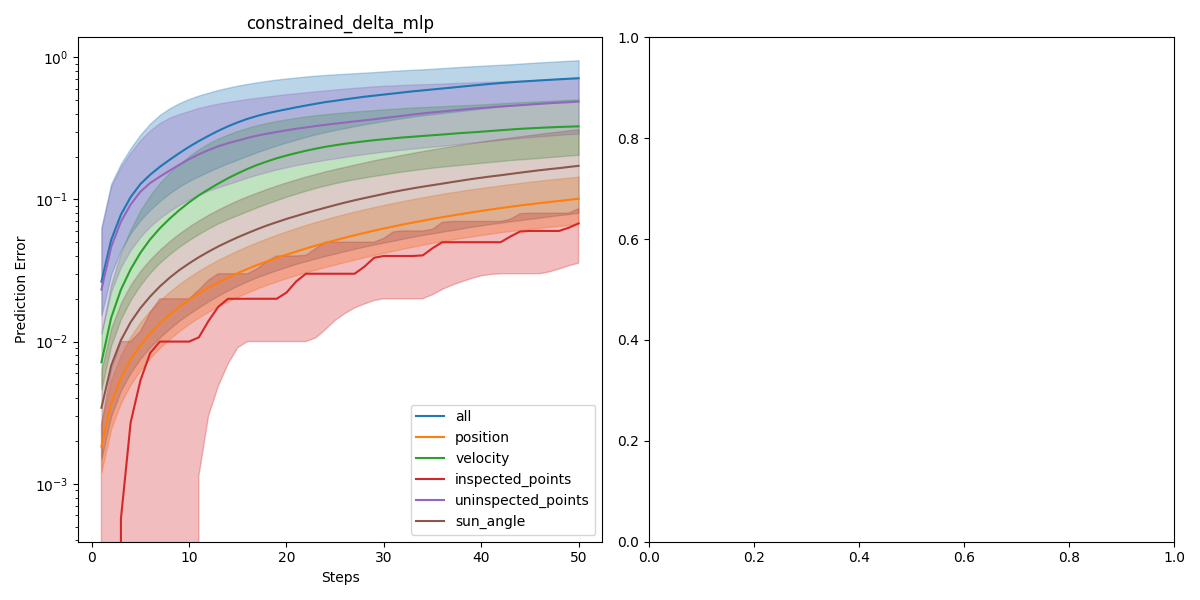 constrained_delta_mlp
Prediction Error
10⁰
10⁻¹
10⁻²
10⁻³
0 10 20 30 40 50
Steps
all
position
velocity
inspected_points
uninspected_points
sun_angle
1.0
0.8
0.6
0.4
0.2
0.0
0.0 0.2 0.4 0.6 0.8 1.0